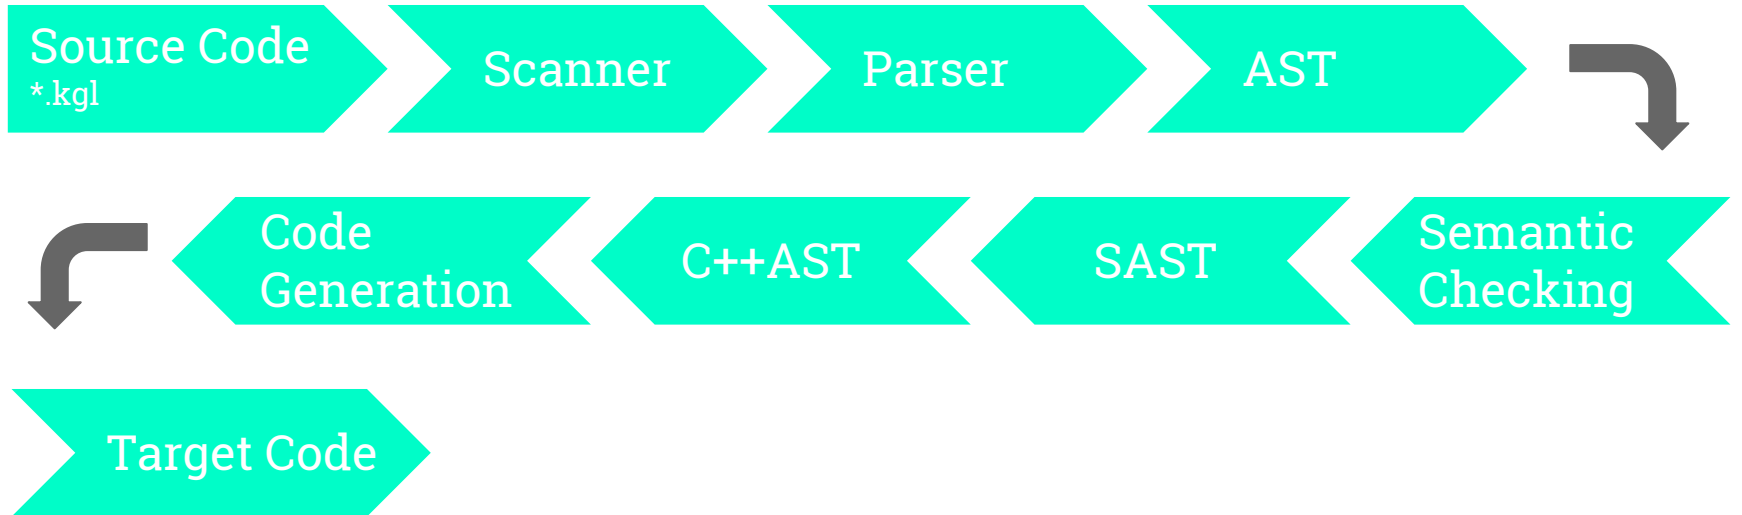 Source Code
*.kgl
Scanner
Parser
AST
Semantic
Checking
SAST
C++AST
Code
Generation
Target Code